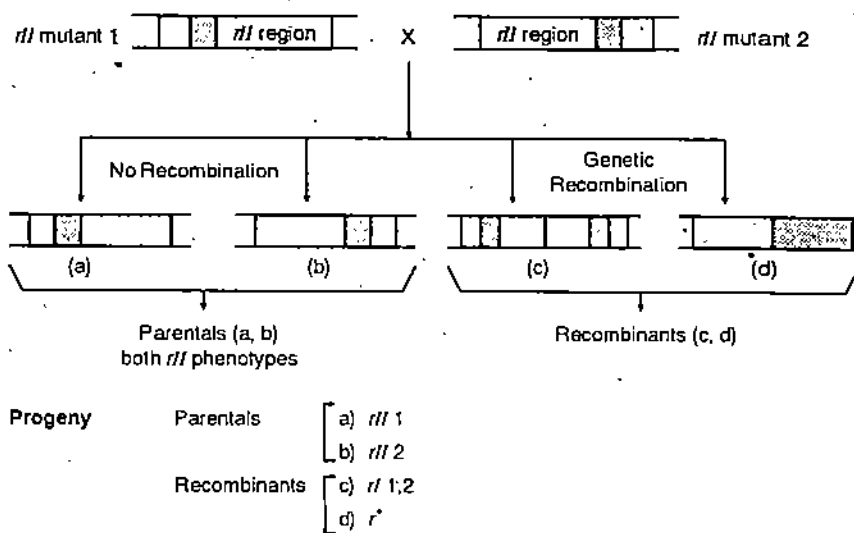 rII mutant 1
rII region
X
rII region
rII mutant 2
No Recombination
Genetic
Recombination
(a)
(b)
(c)
(d)
Parentals (a, b)
both rII phenotypes
Recombinants (c, d)
Progeny
Parentals
a) rII 1
b) rII 2
Recombinants
c) rI 1,2
d) r+